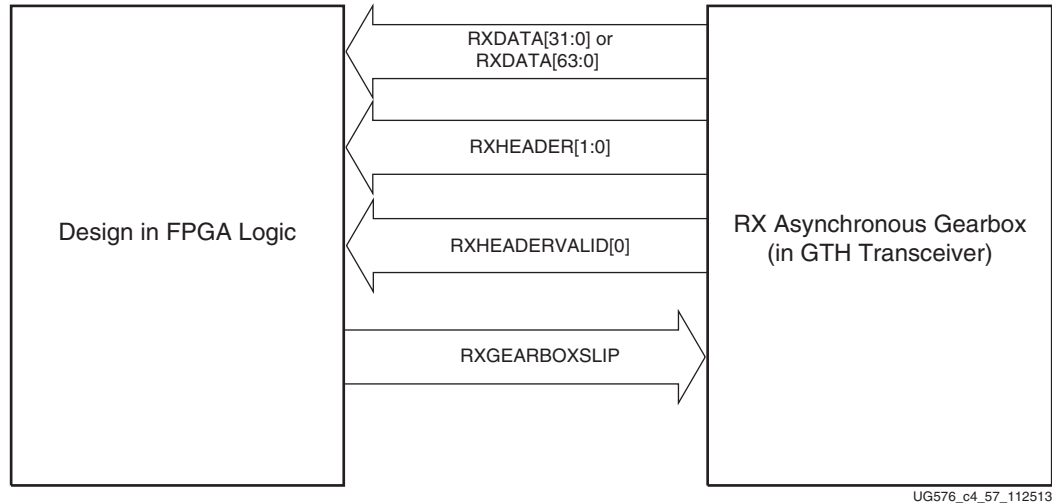 RXDATA[31:0] or
RXDATA[63:0]
RXHEADER[1:0]
Design in FPGA Logic
RXHEADERVALID[0]
RX Asynchronous Gearbox
(in GTH Transceiver)
RXGEARBOXSLIP
UG576_c4_57_112513